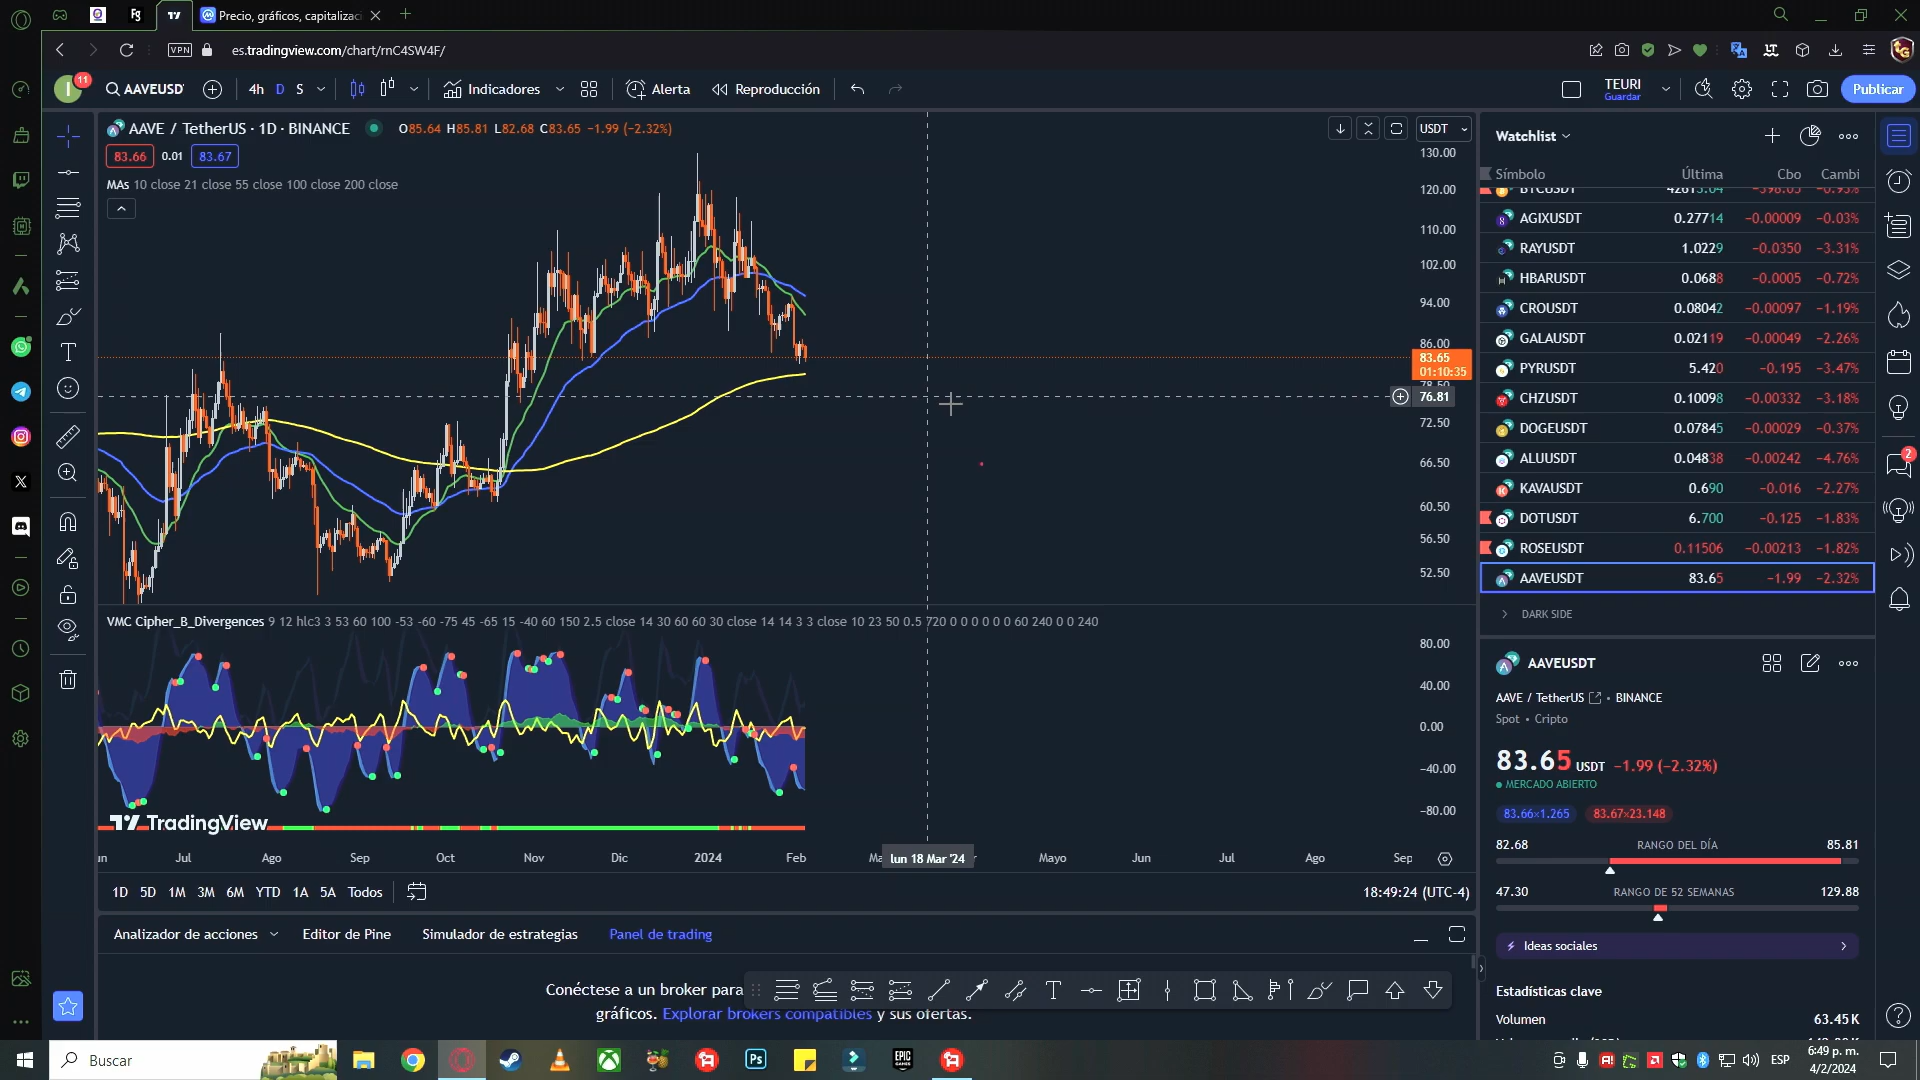 Precio, gráficos, capitalizac
VPN
es.tradingview.com/chart/rnC4SW4F/
11
AAVEUSD
4h D S
Indicadores
Alerta
Reproducción
TEURI
Guardar
Publicar
AAVE / TetherUS · 1D · BINANCE
O85.64 H85.81 L82.68 C83.65 −1.99 (−2.32%)
83.66 0.01 83.67
MAs 10 close 21 close 55 close 100 close 200 close
USDT
130.00
120.00
110.00
102.00
94.00
86.00
83.65
01:10:35
78.50
76.81
72.50
66.50
60.50
56.50
52.50
VMC Cipher_B_Divergences 9 12 hlc3 3 53 60 100 -53 -60 -75 45 -65 15 -40 60 150 2.5 close 14 30 60 60 30 close 14 14 3 3 close 10 23 50 0.5 720 0 0 0 0 0 0 60 240 0 0 240
80.00
40.00
0.00
−40.00
−80.00
TradingView
Jul Ago Sep Oct Nov Dic 2024 Feb lun 18 Mar '24 Mayo Jun Jul Ago Sep
1D 5D 1M 3M 6M YTD 1A 5A Todos
18:49:24 (UTC-4)
Analizador de acciones Editor de Pine Simulador de estrategias Panel de trading
Conéctese a un broker para
gráficos. Explorar brokers compatibles y sus ofertas.
Watchlist
Símbolo Última Cbo Cambi
BTCUSDT 42613.04 −398.63 −0.93%
AGIXUSDT 0.27714 −0.00009 −0.03%
RAYUSDT 1.0229 −0.0350 −3.31%
HBARUSDT 0.0688 −0.0005 −0.72%
CROUSDT 0.08042 −0.00097 −1.19%
GALAUSDT 0.02119 −0.00049 −2.26%
PYRUSDT 5.420 −0.195 −3.47%
CHZUSDT 0.10098 −0.00332 −3.18%
DOGEUSDT 0.07845 −0.00029 −0.37%
ALUUSDT 0.04838 −0.00242 −4.76%
KAVAUSDT 0.690 −0.016 −2.27%
DOTUSDT 6.700 −0.125 −1.83%
ROSEUSDT 0.11506 −0.00213 −1.82%
AAVEUSDT 83.65 −1.99 −2.32%
DARK SIDE
2
AAVEUSDT
AAVE / TetherUS • BINANCE
Spot • Cripto
83.65 USDT −1.99 (−2.32%)
MERCADO ABIERTO
83.66×1.265 83.67×23.148
82.68 RANGO DEL DÍA 85.81
47.30 RANGO DE 52 SEMANAS 129.88
Ideas sociales
Estadísticas clave
Volumen 63.45K
Buscar
ESP
6:49 p. m.
4/2/2024